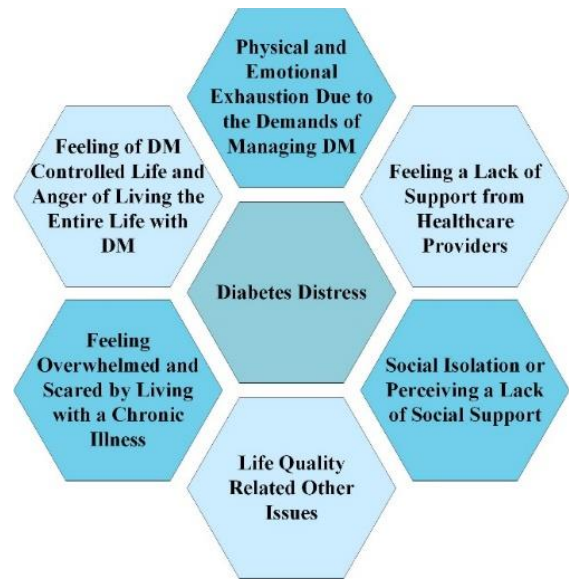 Physical and
Emotional
Exhaustion Due to
the Demands of
Managing DM
Feeling of DM
Controlled Life and
Anger of Living the
Entire Life with
DM
Feeling a Lack of
Support from
Healthcare
Providers
Diabetes Distress
Feeling
Overwhelmed and
Scared by Living
with a Chronic
Illness
Social Isolation or
Perceiving a Lack
of Social Support
Life Quality
Related Other
Issues